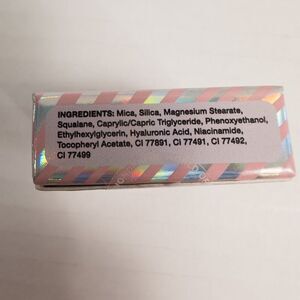 INGREDIENTS: Mica, Silica, Magnesium Stearate,
Squalane, Caprylic/Capric Triglyceride, Phenoxyethanol,
Ethylhexylglycerin, Hyaluronic Acid, Niacinamide,
Tocopheryl Acetate, CI 77891, CI 77491, CI 77492,
CI 77499